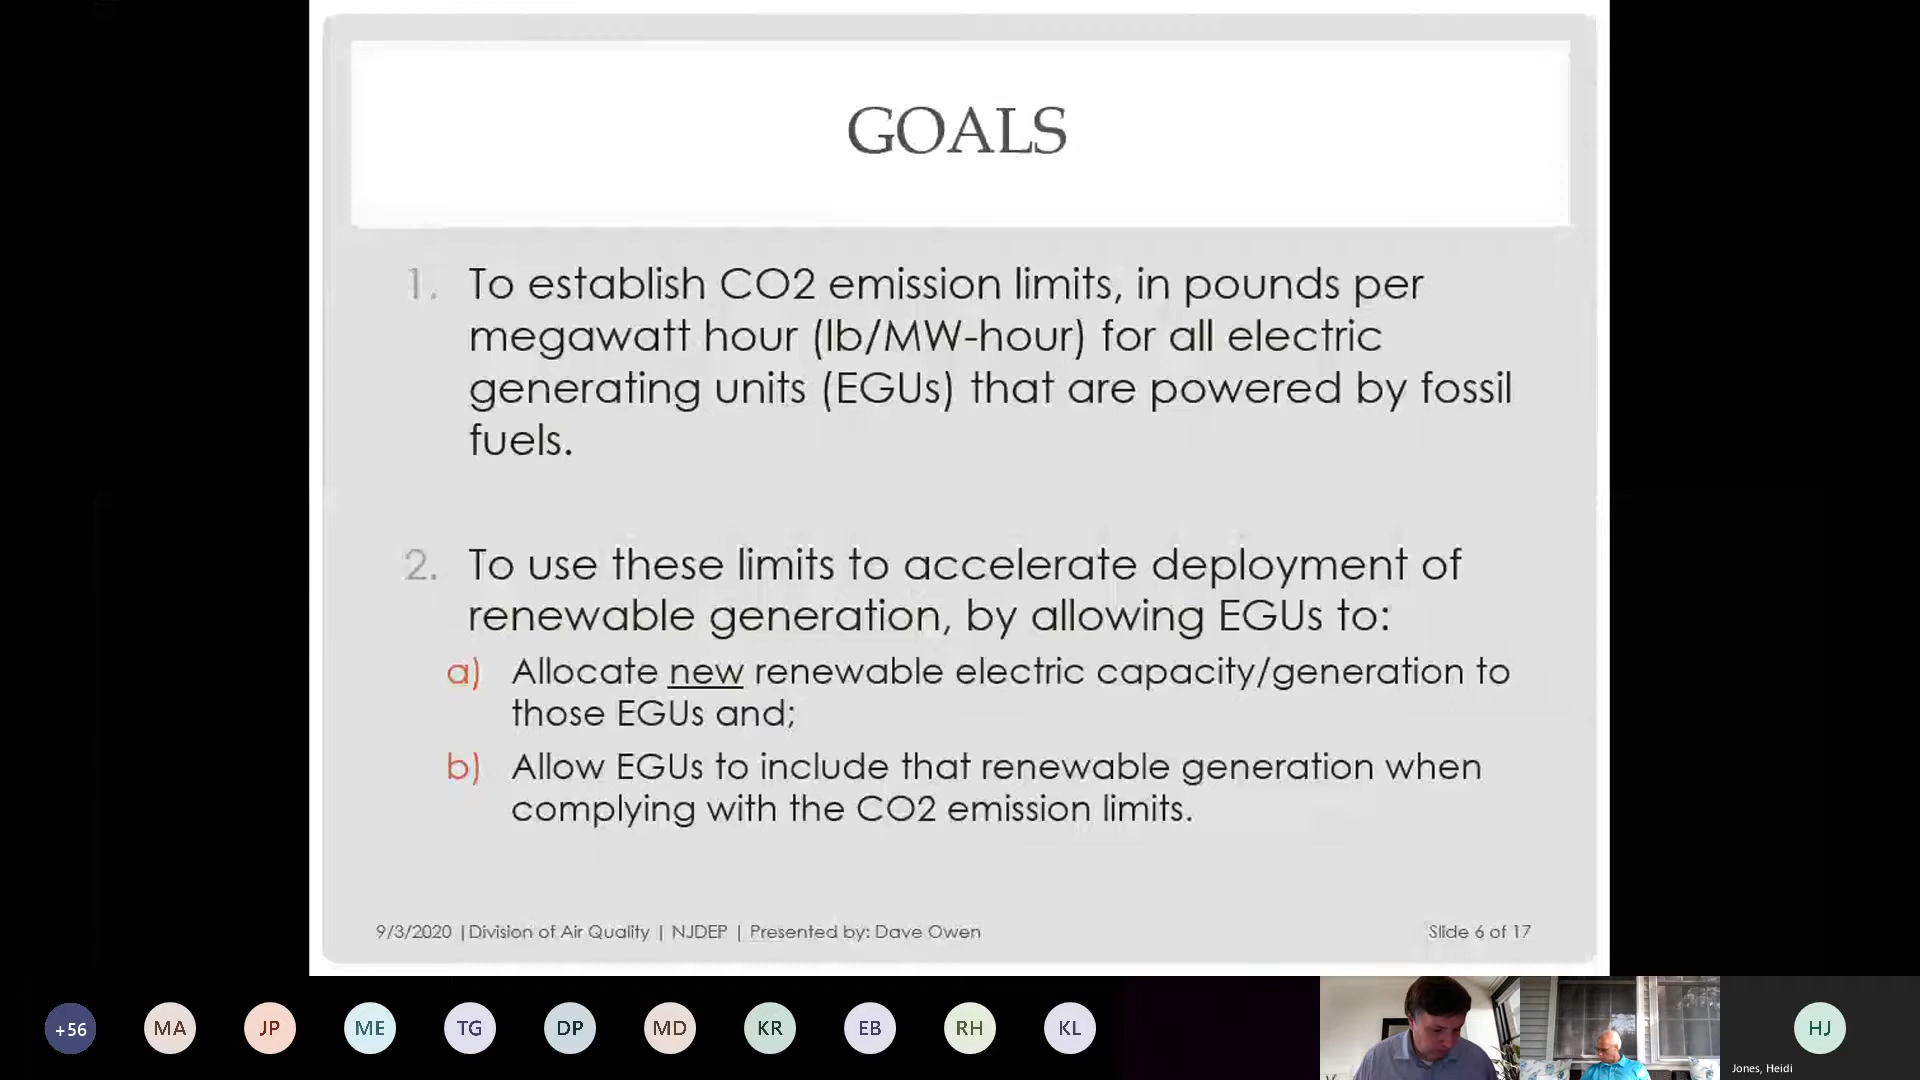 GOALS
1. To establish CO2 emission limits, in pounds per
megawatt hour (lb/MW-hour) for all electric
generating units (EGUs) that are powered by fossil
fuels.
2. To use these limits to accelerate deployment of
renewable generation, by allowing EGUs to:
a) Allocate new renewable electric capacity/generation to
those EGUs and;
b) Allow EGUs to include that renewable generation when
complying with the CO2 emission limits.
9/3/2020 | Division of Air Quality | NJDEP | Presented by: Dave Owen
Slide 6 of 17
+56 MA JP ME TG DP MD KR EB RH KL HJ
Jones, Heidi